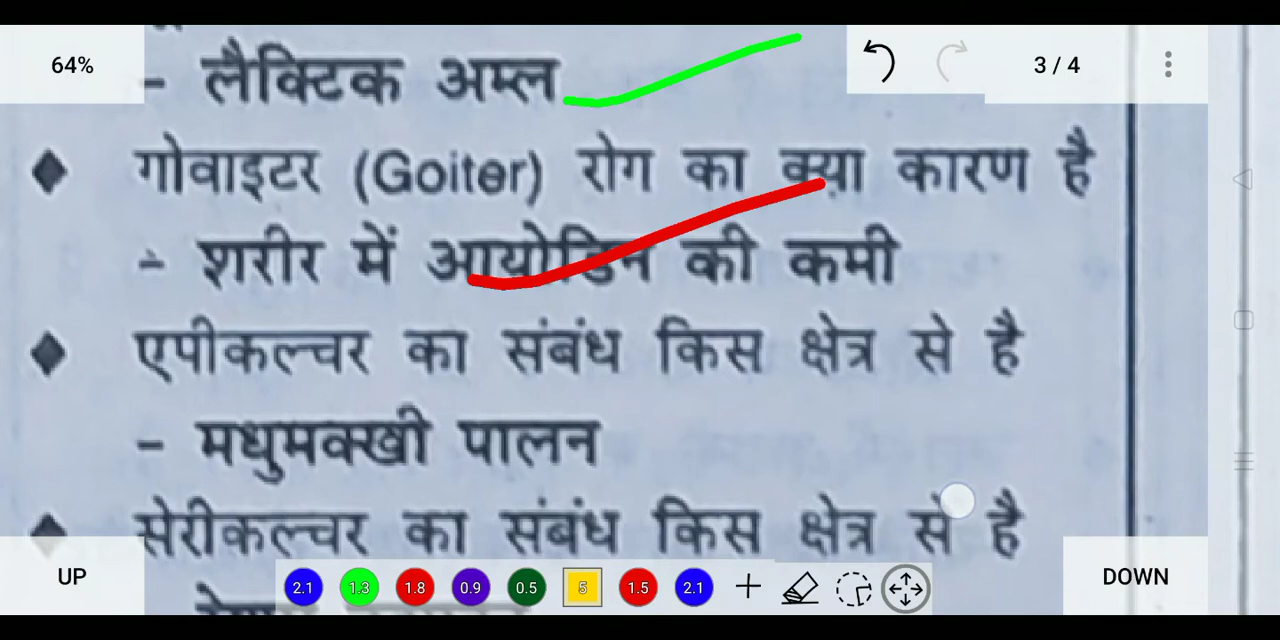 64%
3 / 4
- लैक्टिक अम्ल
गोवाइटर (Goiter) रोग का क्या कारण है
- शरीर में आयोडिन की कमी
एपीकल्चर का संबंध किस क्षेत्र से है
- मधुमक्खी पालन
सेरीकल्चर का संबंध किस क्षेत्र से है
UP
2.1 1.3 1.8 0.9 0.5 5 1.5 2.1
DOWN